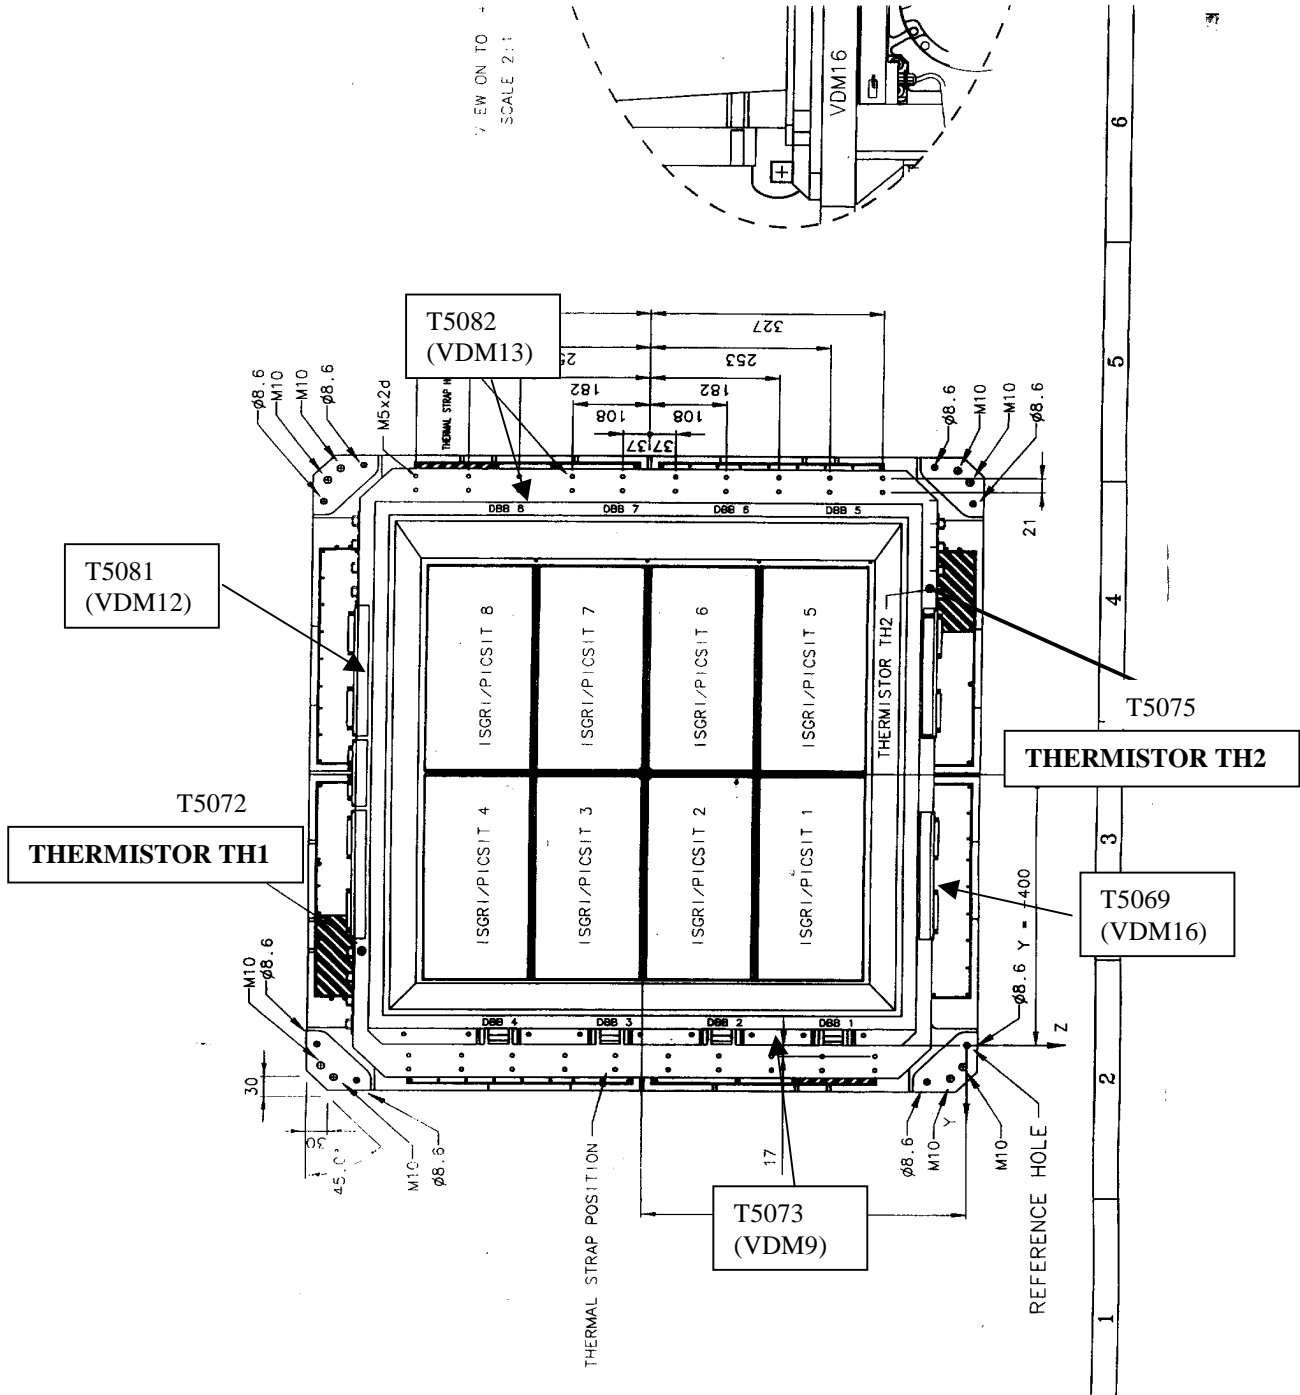 SCALE 2:1
VDM16
6
T5082
(VDM13)
327
253
182
182
108
108
37
37
5
Ø8.6
M10
M10
Ø8.6
M5x2d
Ø8.6
M10
M10
Ø8.6
21
DBB 8
DBB 7
DBB 6
DBB 5
T5081
(VDM12)
4
ISGRI/PICSIT 8
ISGRI/PICSIT 7
ISGRI/PICSIT 6
ISGRI/PICSIT 5
THERMISTOR TH2
T5075
THERMISTOR TH2
T5072
THERMISTOR TH1
3
ISGRI/PICSIT 4
ISGRI/PICSIT 3
ISGRI/PICSIT 2
ISGRI/PICSIT 1
T5069
(VDM16)
Y = -400
Ø8.6
M10
Ø8.6
DBB 4
DBB 3
DBB 2
DBB 1
Z
2
30
30
45.0°
M10
Ø8.6
Ø8.6
M10
Y
M10
17
THERMAL STRAP POSITION
T5073
(VDM9)
REFERENCE HOLE
1